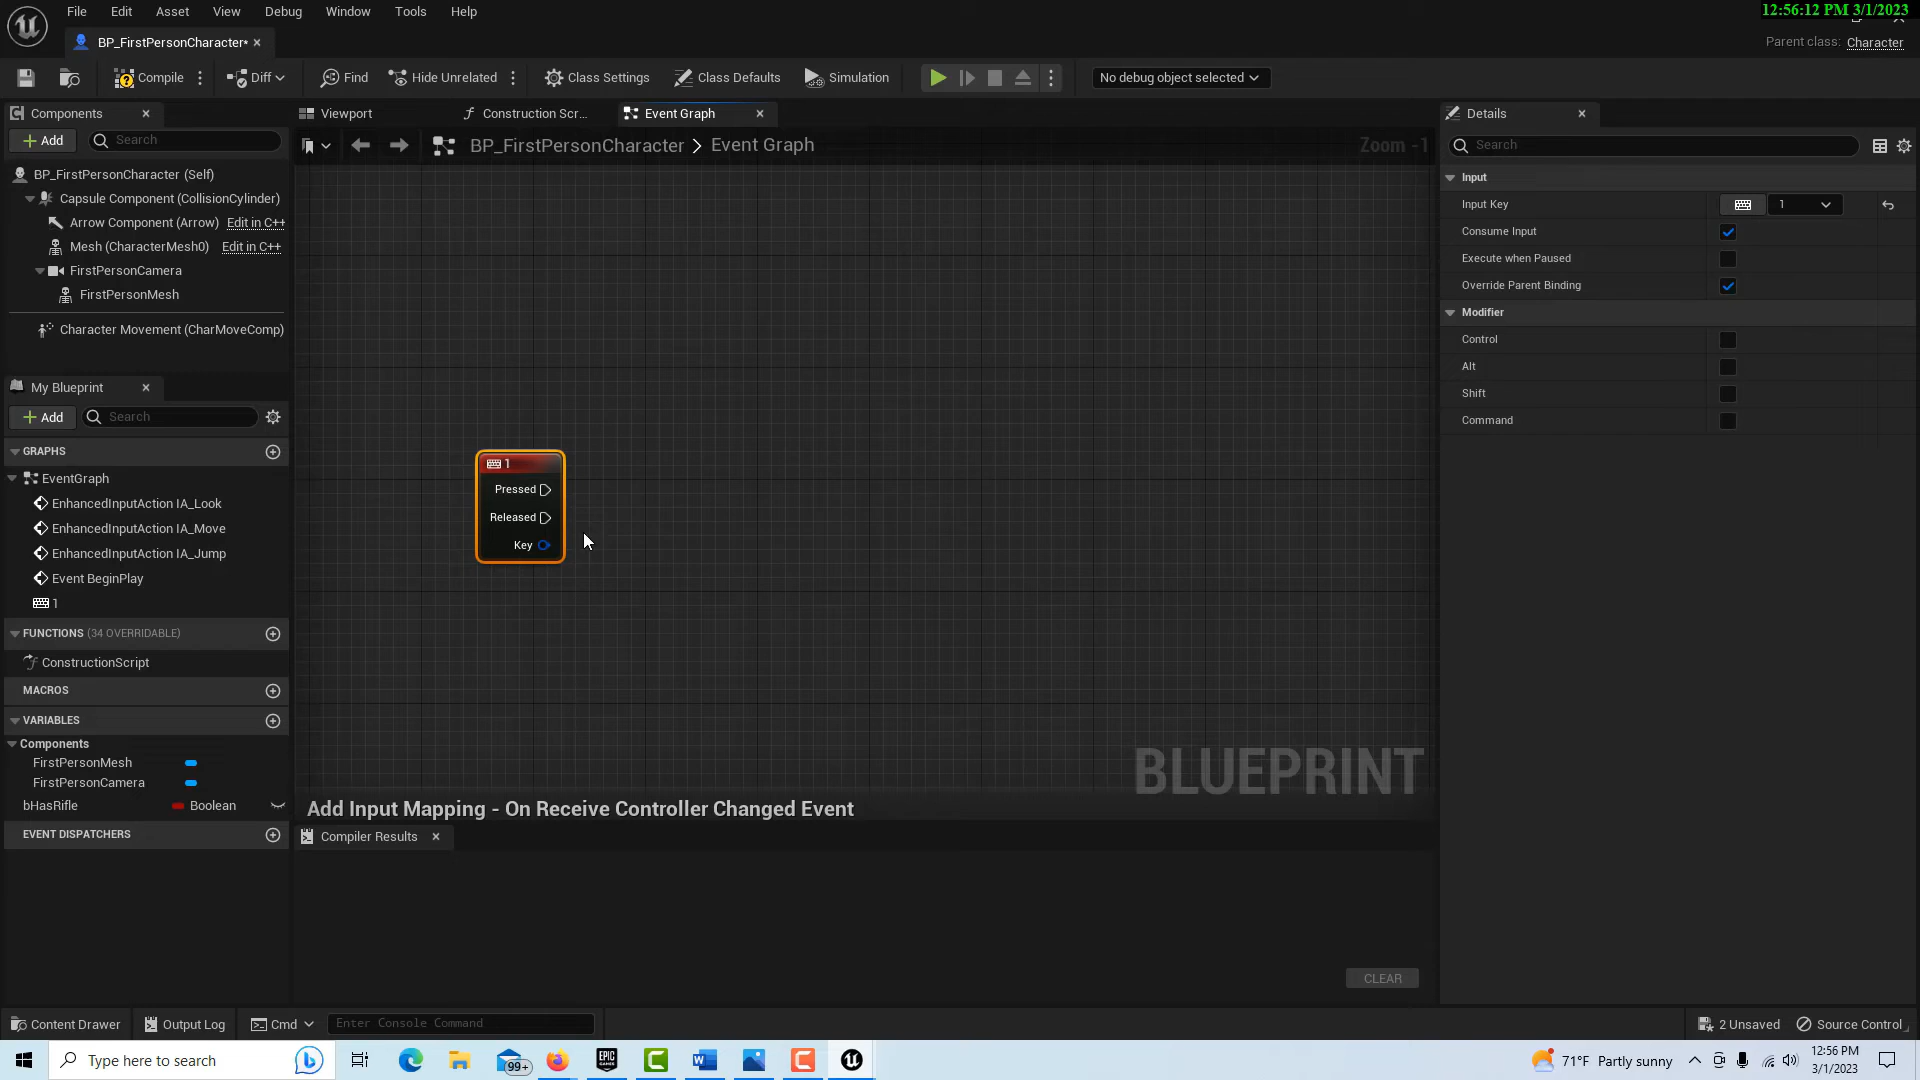 File Edit Asset View Debug Window Tools Help
12:56:12 PM 3/1/2023
BP_FirstPersonCharacter*
Parent class: Character
Compile Diff Find Hide Unrelated Class Settings Class Defaults Simulation No debug object selected
Components
Add Search
BP_FirstPersonCharacter (Self)
Capsule Component (CollisionCylinder)
Arrow Component (Arrow) Edit in C++
Mesh (CharacterMesh0) Edit in C++
FirstPersonCamera
FirstPersonMesh
Character Movement (CharMoveComp)
My Blueprint
Add Search
GRAPHS
EventGraph
EnhancedInputAction IA_Look
EnhancedInputAction IA_Move
EnhancedInputAction IA_Jump
Event BeginPlay
1
FUNCTIONS (34 OVERRIDABLE)
ConstructionScript
MACROS
VARIABLES
Components
FirstPersonMesh
FirstPersonCamera
bHasRifle Boolean
EVENT DISPATCHERS
Viewport Construction Scr... Event Graph
BP_FirstPersonCharacter > Event Graph Zoom -1
1
Pressed
Released
Key
BLUEPRINT
Add Input Mapping - On Receive Controller Changed Event
Compiler Results
CLEAR
Details
Search
Input
Input Key 1
Consume Input
Execute when Paused
Override Parent Binding
Modifier
Control
Alt
Shift
Command
Content Drawer Output Log Cmd Enter Console Command 2 Unsaved Source Control
Type here to search
99+
EPIC GAMES
71°F Partly sunny
12:56 PM
3/1/2023